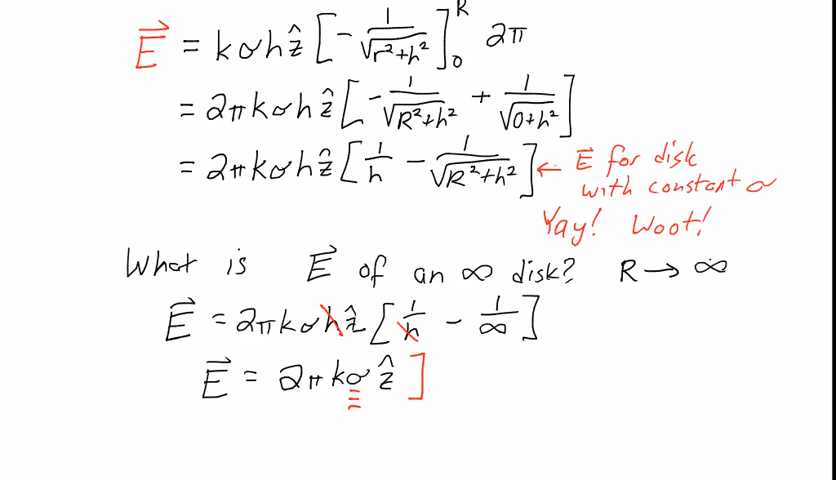 E⃗ = kσhẑ [-1/√(r²+h²)]₀ᴿ 2π
= 2πkσhẑ [-1/√(R²+h²) + 1/√(0+h²)]
= 2πkσhẑ [1/h - 1/√(R²+h²)] ← E⃗ for disk
with constant σ
Yay! Woot!
What is E⃗ of an ∞ disk? R → ∞
E⃗ = 2πkσhẑ [1/h - 1/∞]
E⃗ = 2πkσẑ ]